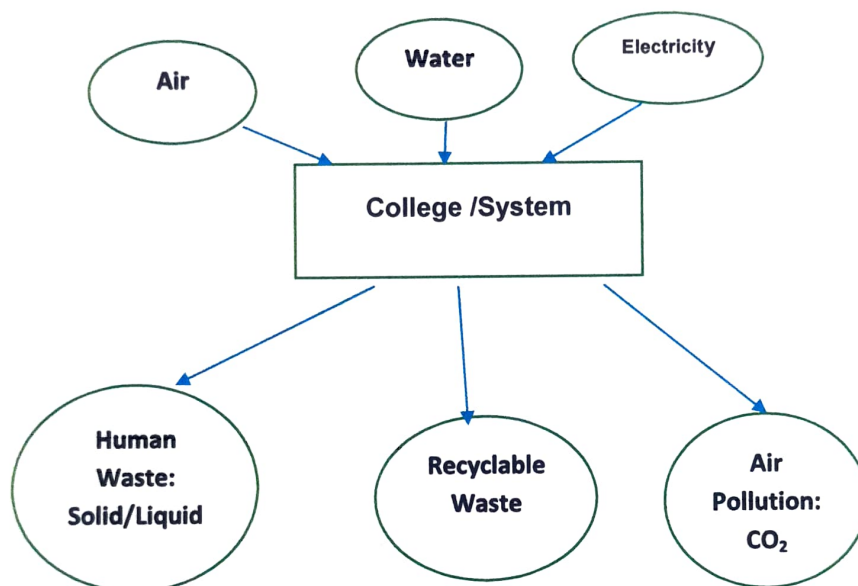 Air
Water
Electricity
College /System
Human
Waste:
Solid/Liquid
Recyclable
Waste
Air
Pollution:
CO₂